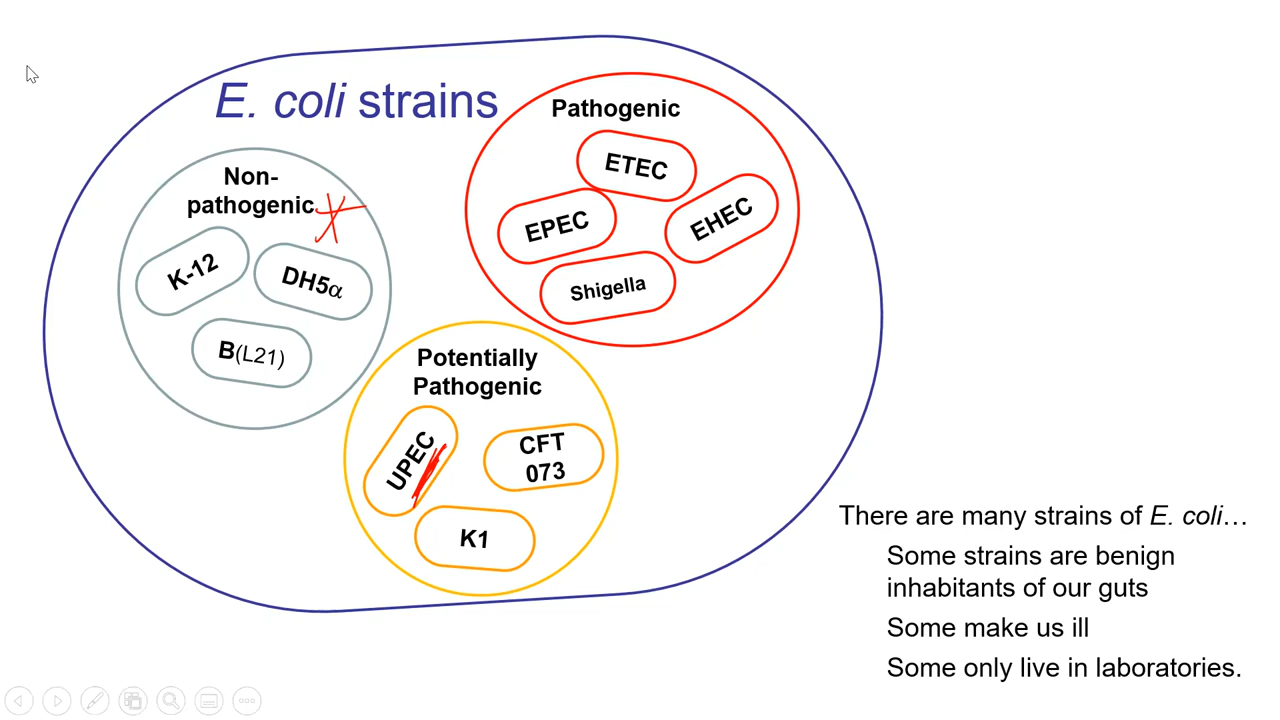 E. coli strains
Non-
pathogenic
K-12
DH5α
B(L21)
Pathogenic
ETEC
EPEC
EHEC
Shigella
Potentially
Pathogenic
UPEC
CFT
073
K1
There are many strains of E. coli…
Some strains are benign
inhabitants of our guts
Some make us ill
Some only live in laboratories.